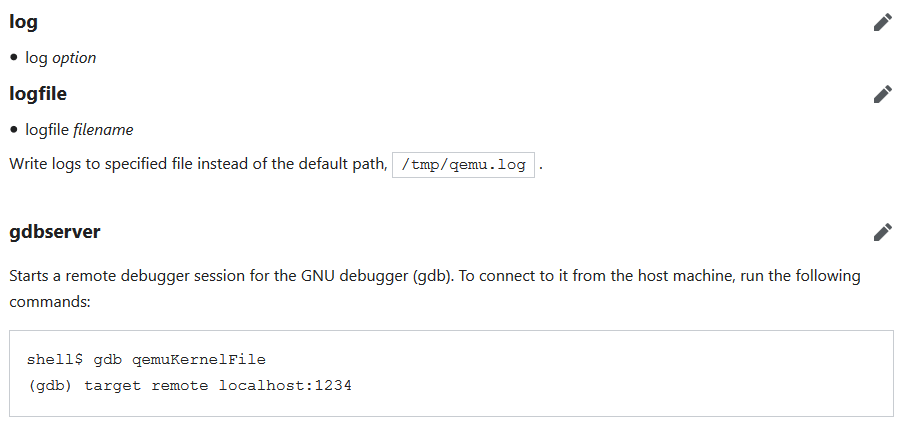 log
• log option
logfile
• logfile filename
Write logs to specified file instead of the default path, /tmp/qemu.log .
gdbserver
Starts a remote debugger session for the GNU debugger (gdb). To connect to it from the host machine, run the following
commands:
shell$ gdb qemuKernelFile
(gdb) target remote localhost:1234